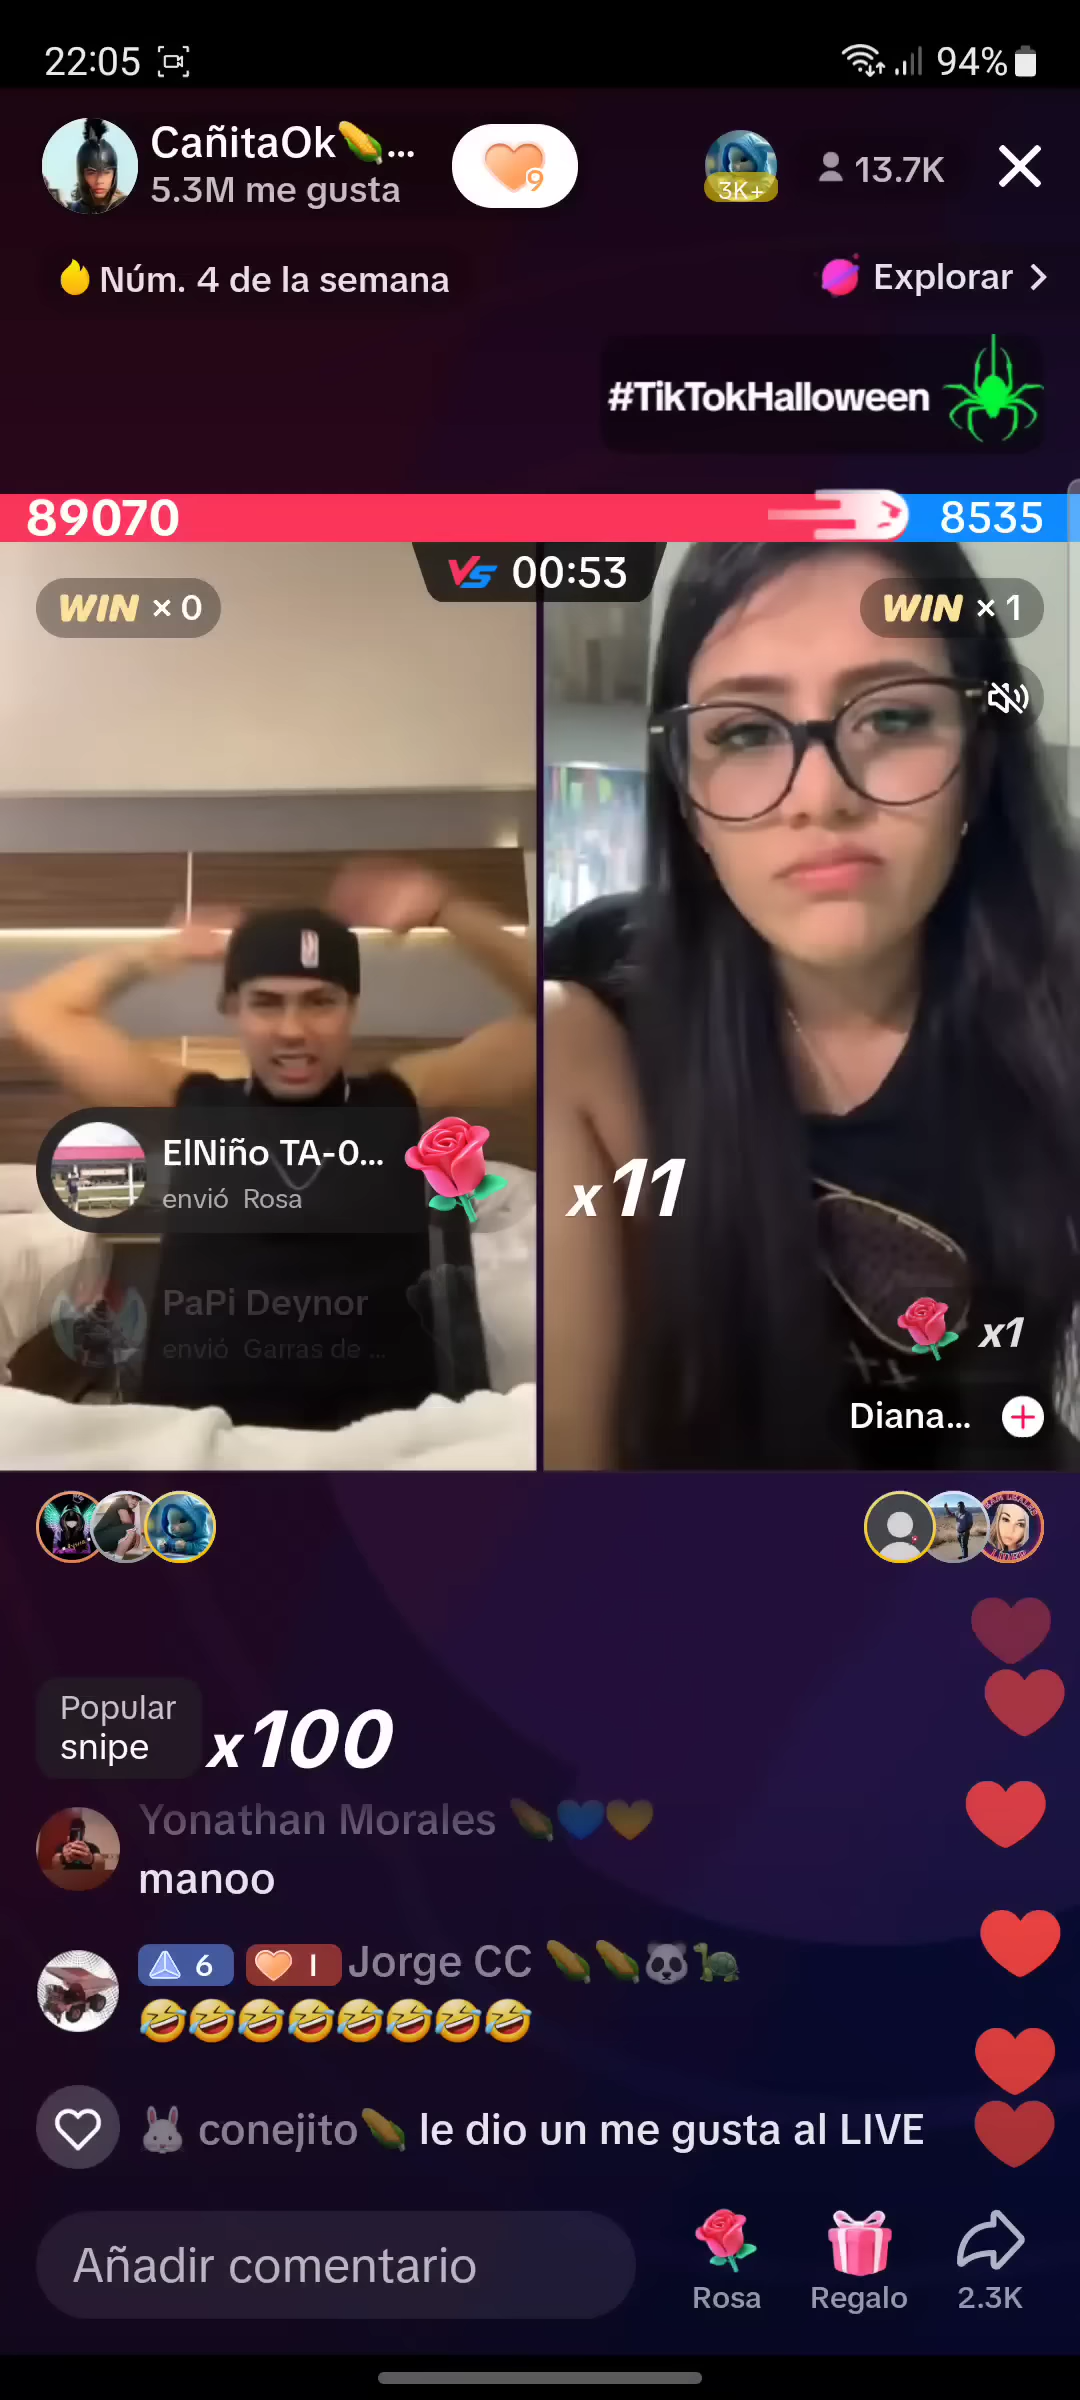 22:05
94%
CañitaOk🌽...
5.3M me gusta
9
3K+
13.7K
Núm. 4 de la semana
Explorar
#TikTokHalloween
89070
8535
VS 00:53
WIN × 0
WIN × 1
ElNiño TA-0...
envió Rosa
x11
PaPi Deynor
envió Garras de ...
x1
Diana...
Popular
snipe
x100
Yonathan Morales 🌽💙💛
manoo
6 I Jorge CC 🌽🌽🐼🐢
🤣🤣🤣🤣🤣🤣🤣🤣
🐰 conejito🌽 le dio un me gusta al LIVE
Añadir comentario
Rosa
Regalo
2.3K